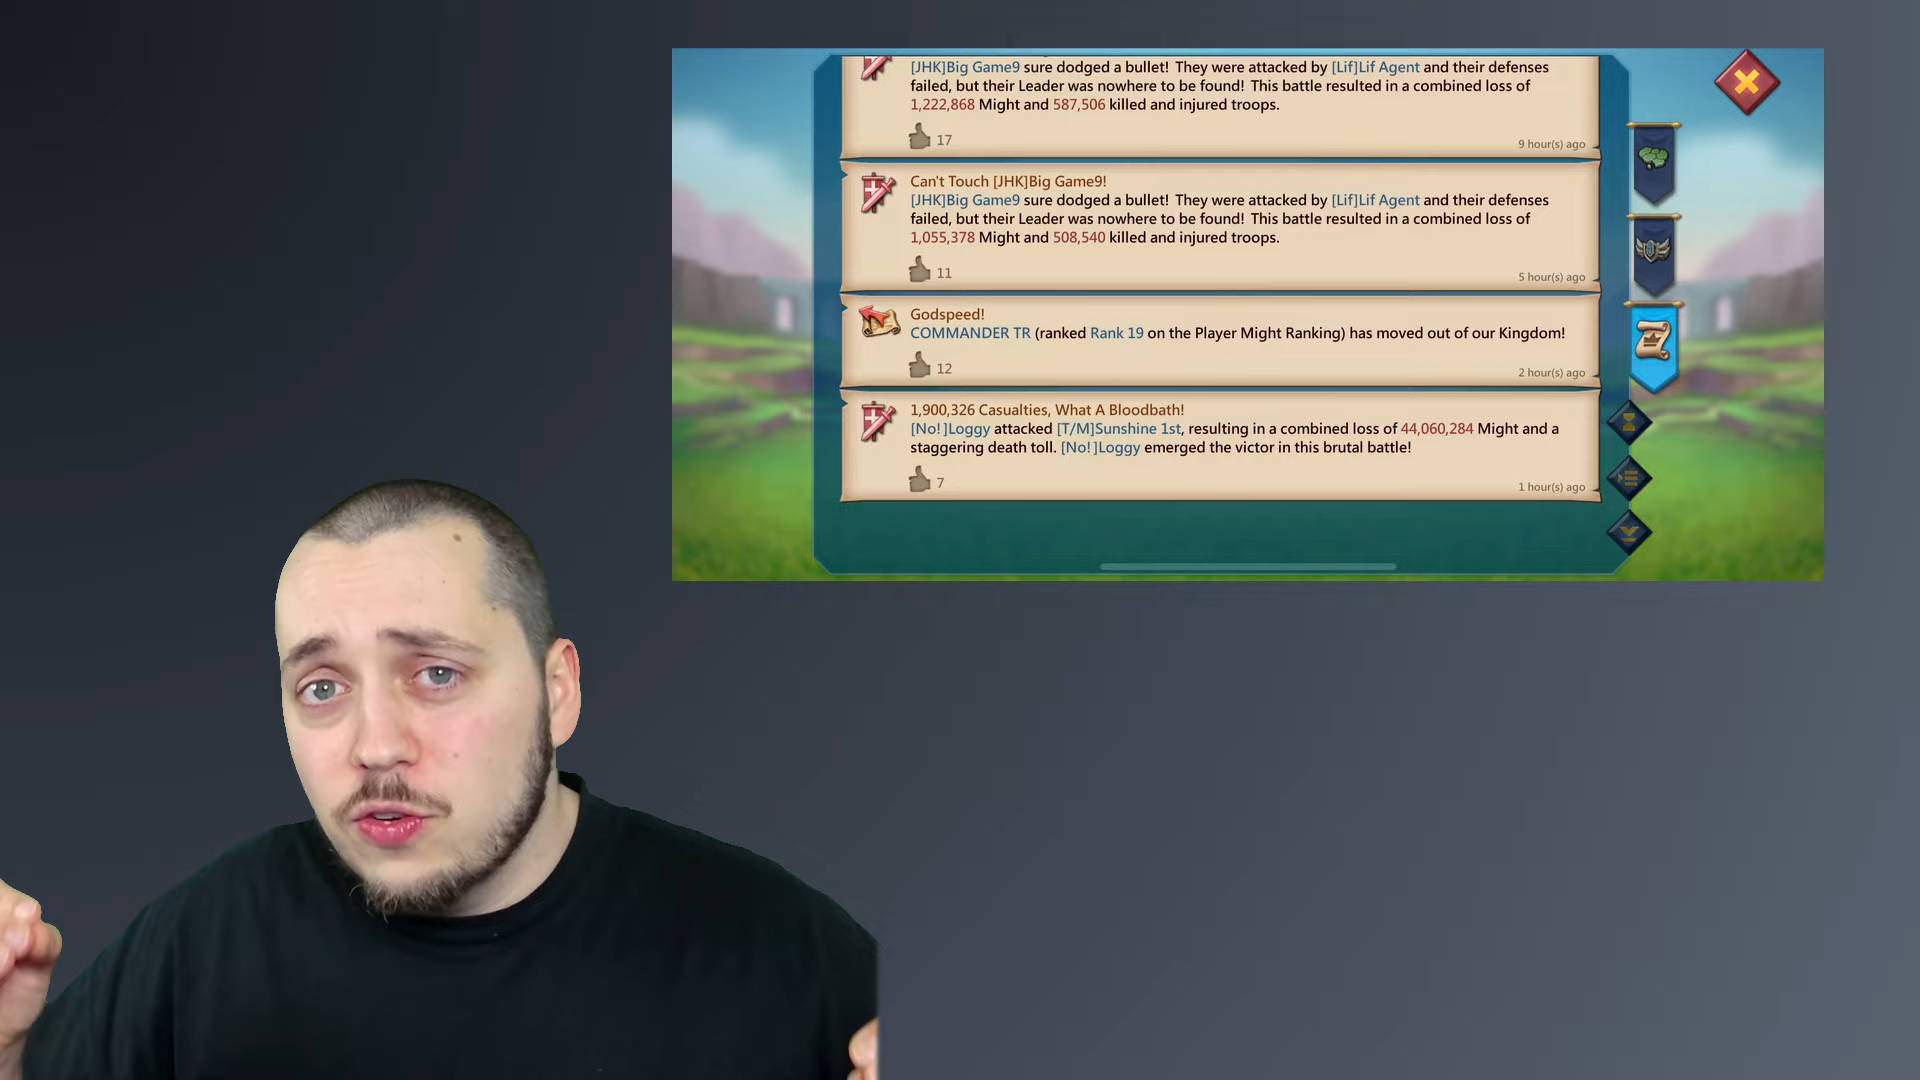 [JHK]Big Game9 sure dodged a bullet! They were attacked by [Lif]Lif Agent and their defenses
failed, but their Leader was nowhere to be found! This battle resulted in a combined loss of
1,222,868 Might and 587,506 killed and injured troops.
17
9 hour(s) ago
Can't Touch [JHK]Big Game9!
[JHK]Big Game9 sure dodged a bullet! They were attacked by [Lif]Lif Agent and their defenses
failed, but their Leader was nowhere to be found! This battle resulted in a combined loss of
1,055,378 Might and 508,540 killed and injured troops.
11
5 hour(s) ago
Godspeed!
COMMANDER TR (ranked Rank 19 on the Player Might Ranking) has moved out of our Kingdom!
12
2 hour(s) ago
1,900,326 Casualties, What A Bloodbath!
[No!]Loggy attacked [T/M]Sunshine 1st, resulting in a combined loss of 44,060,284 Might and a
staggering death toll. [No!]Loggy emerged the victor in this brutal battle!
7
1 hour(s) ago